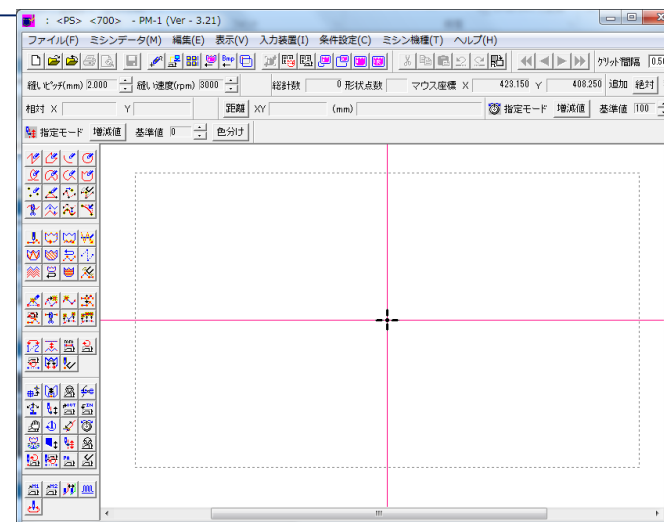 : <PS> <700> - PM-1 (Ver - 3.21)
ファイル(F) ミシンデータ(M) 編集(E) 表示(V) 入力装置(I) 条件設定(C) ミシン機種(T) ヘルプ(H)
グリット間隔 0.50
縫いピッチ(mm) 2.000 縫い速度(rpm) 3000 総針数 0 形状点数 マウス座標 X 423.150 Y 408.250 追加 絶対
相対 X Y 距離 XY (mm) 指定モード 増減値 基準値 100
指定モード 増減値 基準値 0 色分け